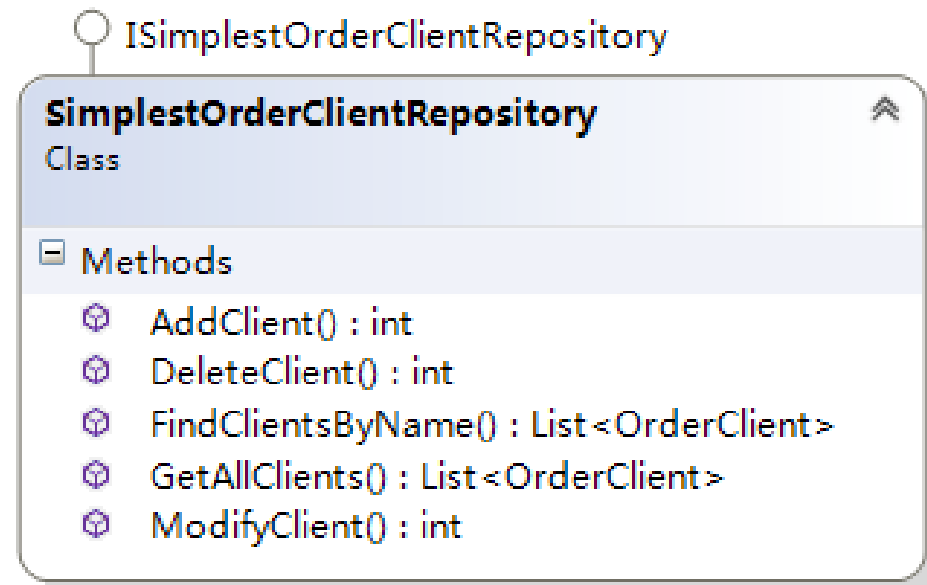 ISimplestOrderClientRepository
SimplestOrderClientRepository
Class
Methods
AddClient() : int
DeleteClient() : int
FindClientsByName() : List<OrderClient>
GetAllClients() : List<OrderClient>
ModifyClient() : int